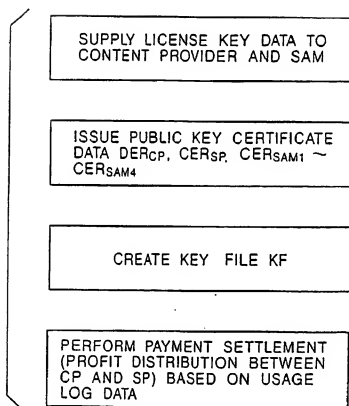 SUPPLY LICENSE KEY DATA TO
CONTENT PROVIDER AND SAM
ISSUE PUBLIC KEY CERTIFICATE
DATA DERCP, CERSP, CERSAM1 ~
CERSAM4
CREATE KEY FILE KF
PERFORM PAYMENT SETTLEMENT
(PROFIT DISTRIBUTION BETWEEN
CP AND SP) BASED ON USAGE
LOG DATA